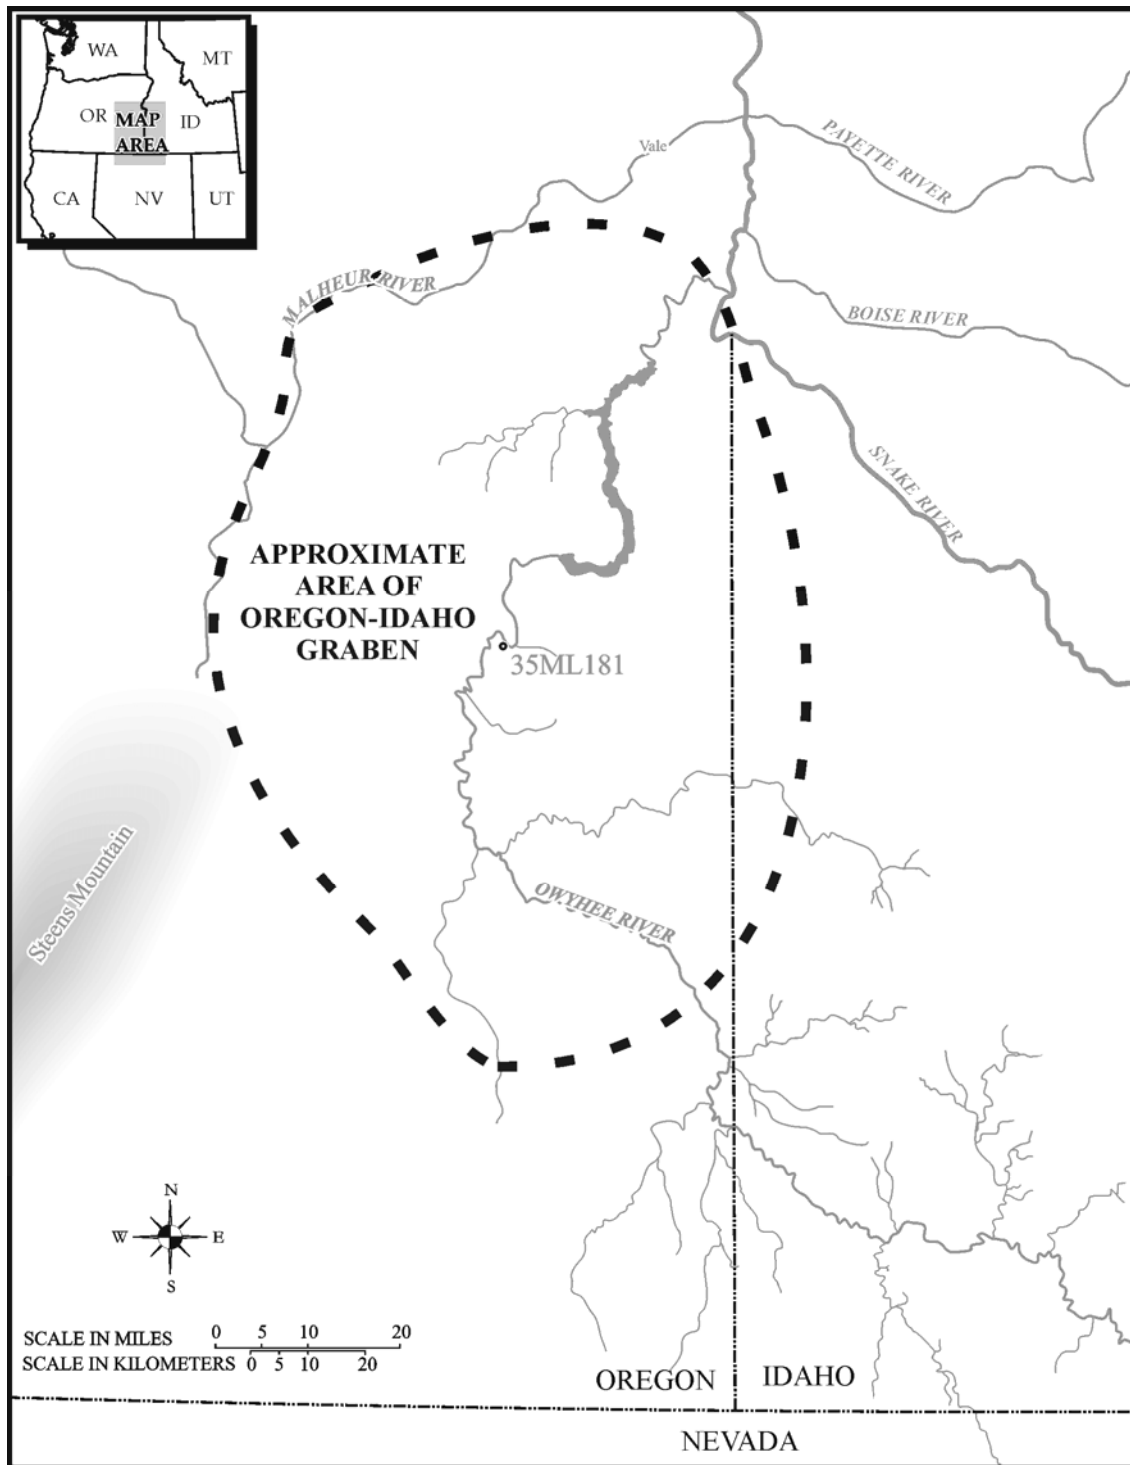 WA
MT
OR
MAP
AREA
ID
CA
NV
UT
Vale
PAYETTE RIVER
MALHEUR RIVER
BOISE RIVER
SNAKE RIVER
APPROXIMATE
AREA OF
OREGON-IDAHO
GRABEN
35ML181
Steens Mountain
OWYHEE RIVER
N
W
E
S
SCALE IN MILES 0 5 10 20
SCALE IN KILOMETERS 0 5 10 20
OREGON
IDAHO
NEVADA